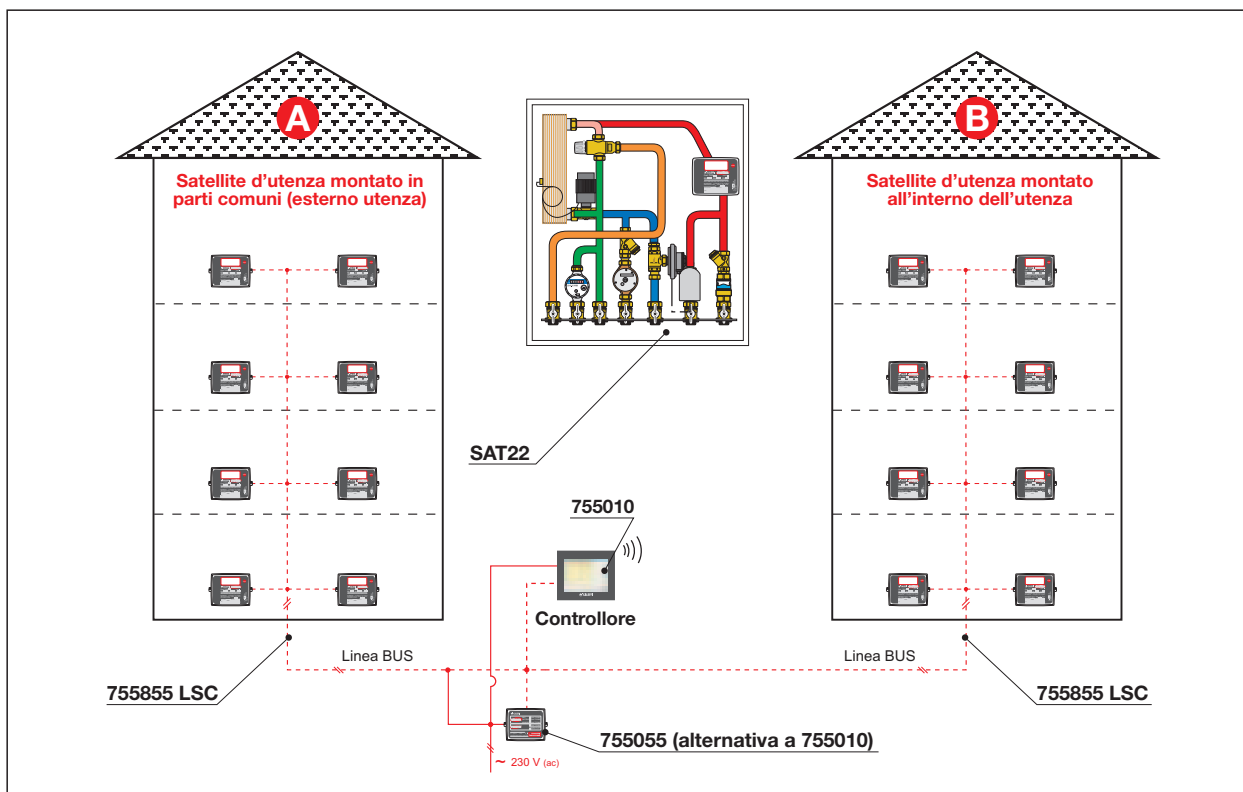 A
B
Satellite d'utenza montato in
parti comuni (esterno utenza)
Satellite d'utenza montato
all'interno dell'utenza
SAT22
755010
Controllore
Linea BUS
Linea BUS
755855 LSC
755855 LSC
755055 (alternativa a 755010)
~ 230 V (ac)